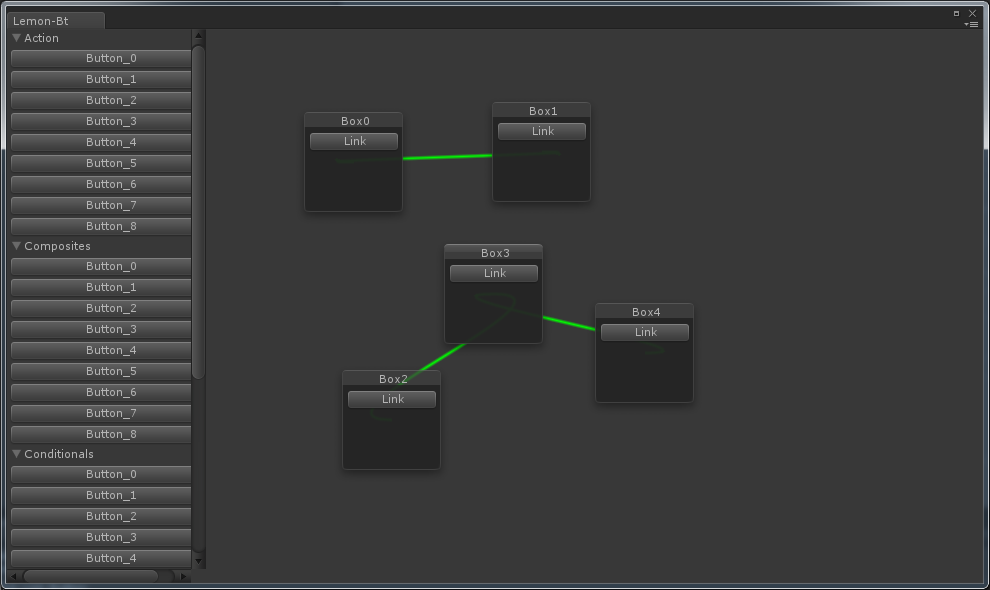 Lemon-Bt
Action
Button_0
Button_1
Button_2
Button_3
Button_4
Button_5
Button_6
Button_7
Button_8
Composites
Button_0
Button_1
Button_2
Button_3
Button_4
Button_5
Button_6
Button_7
Button_8
Conditionals
Button_0
Button_1
Button_2
Button_3
Button_4
Box0
Link
Box1
Link
Box3
Link
Box4
Link
Box2
Link